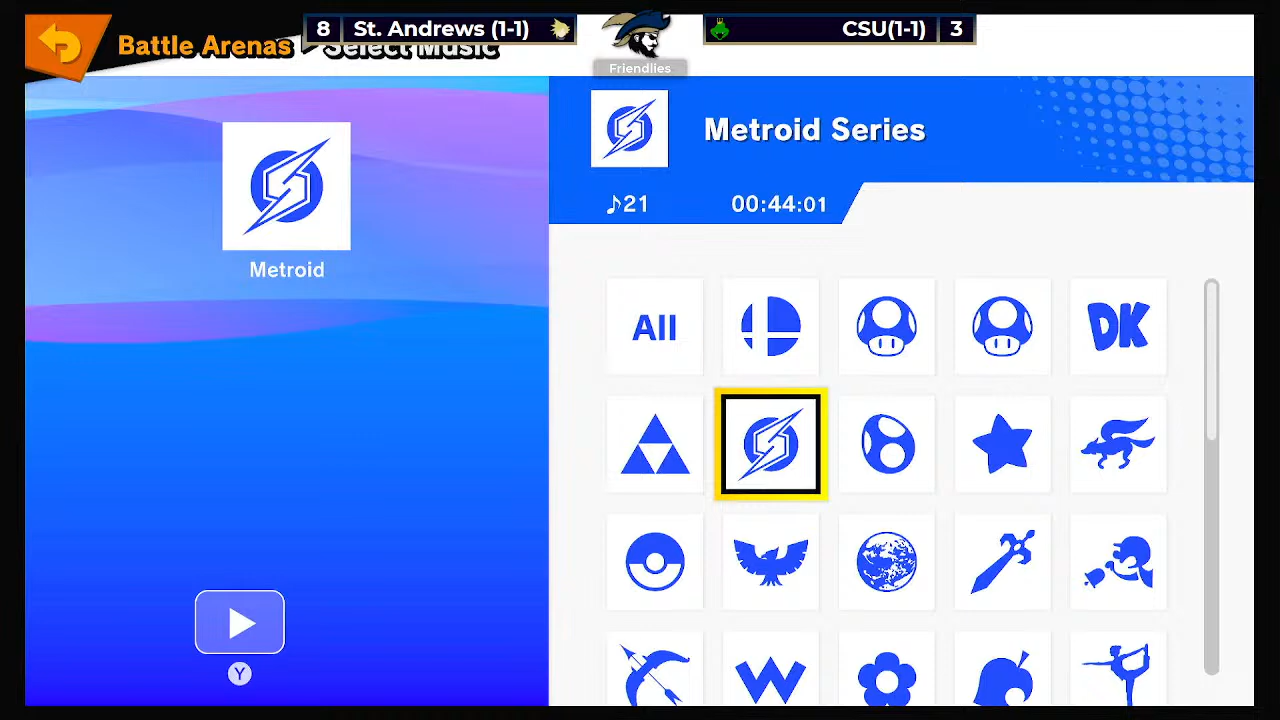 8 St. Andrews (1-1)
CSU(1-1) 3
Battle Arenas
Select Music
Friendlies
Metroid Series
♪21 00:44:01
Metroid
All
DK
Y